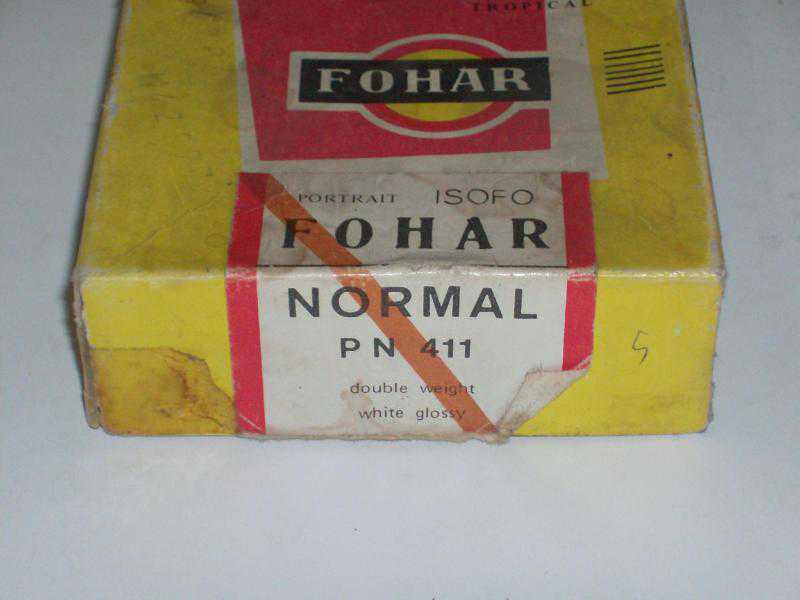 TROPICAL
FOHAR
PORTRAIT ISOFO
FOHAR
NORMAL
PN 411
double weight
white glossy
5